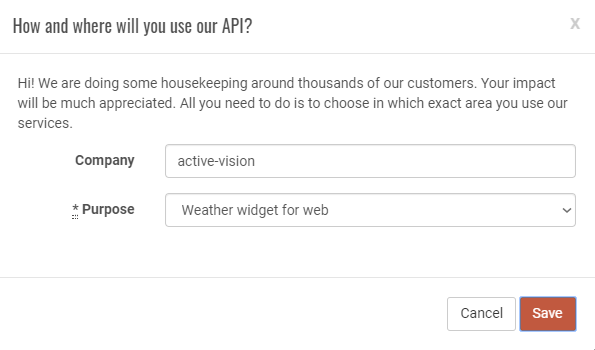 How and where will you use our API?
x
Hi! We are doing some housekeeping around thousands of our customers. Your impact
will be much appreciated. All you need to do is to choose in which exact area you use our
services.
Company active-vision
* Purpose Weather widget for web
Cancel Save